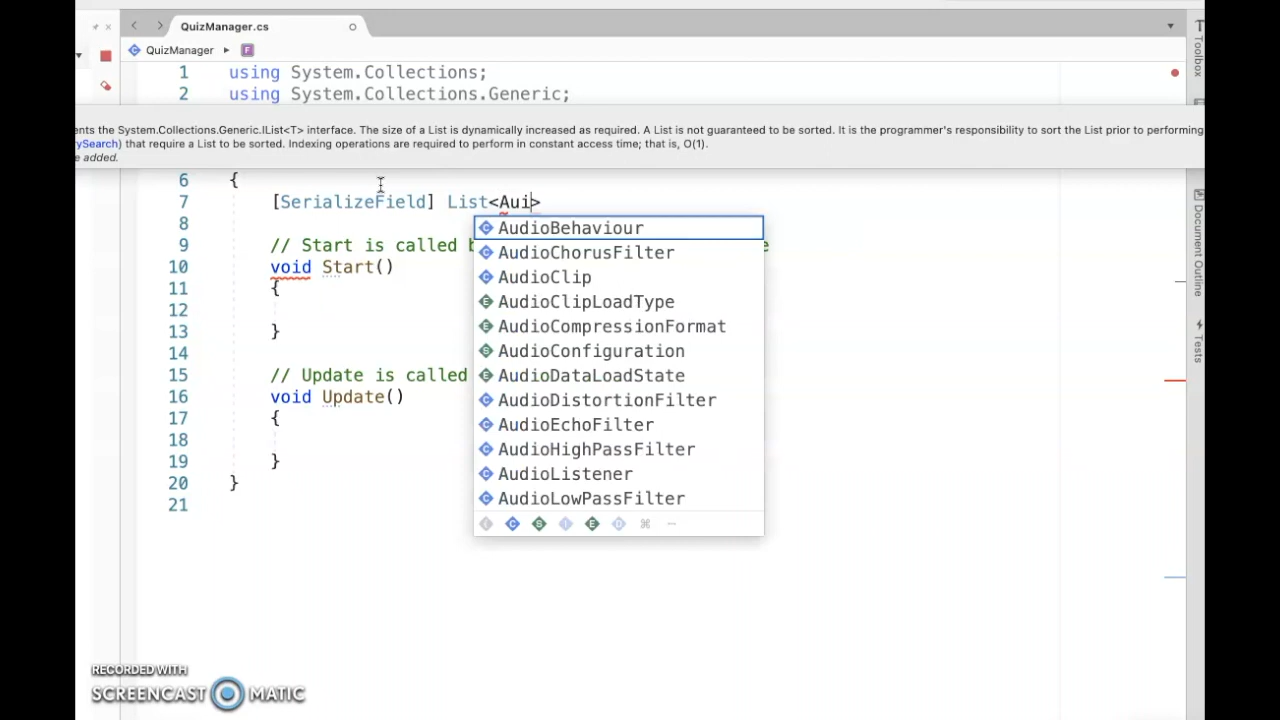 QuizManager.cs
QuizManager
1 using System.Collections;
2 using System.Collections.Generic;
ents the System.Collections.Generic.IList<T> interface. The size of a List is dynamically increased as required. A List is not guaranteed to be sorted. It is the programmer's responsibility to sort the List prior to performing
rySearch) that require a List to be sorted. Indexing operations are required to perform in constant access time; that is, O(1).
e added.
6 {
7 [SerializeField] List<Aui>
8
9 // Start is called b e
10 void Start()
11 {
12
13 }
14
15 // Update is called
16 void Update()
17 {
18
19 }
20 }
21
AudioBehaviour
AudioChorusFilter
AudioClip
AudioClipLoadType
AudioCompressionFormat
AudioConfiguration
AudioDataLoadState
AudioDistortionFilter
AudioEchoFilter
AudioHighPassFilter
AudioListener
AudioLowPassFilter
Toolbox
Document Outline
Tests
RECORDED WITH
SCREENCAST MATIC